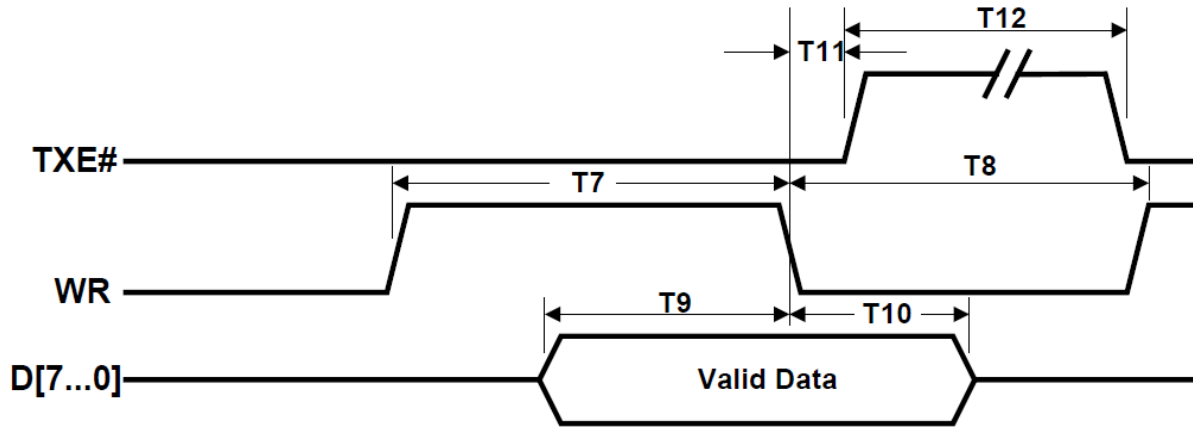 T12
T11
TXE#
T7
T8
WR
T9
T10
D[7...0]
Valid Data